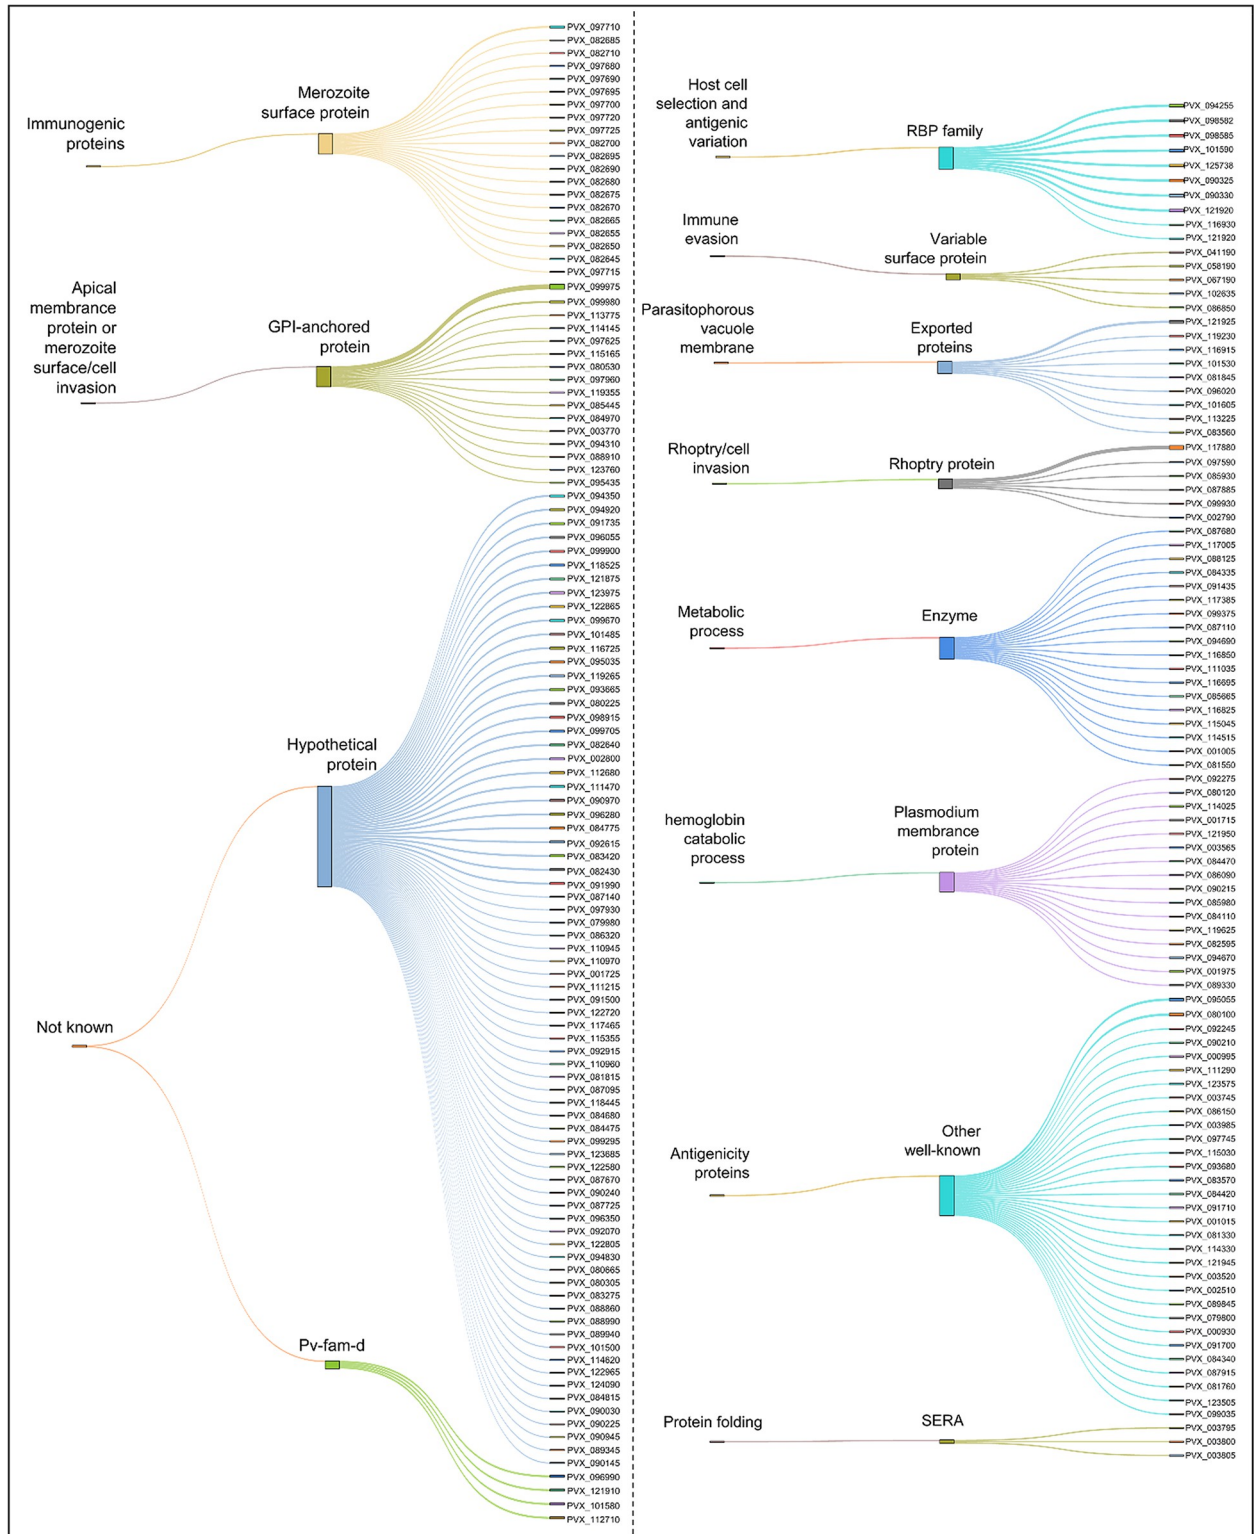 Immunogenic
proteins
Merozoite
surface protein
PVX_097710
PVX_082685
PVX_082710
PVX_097680
PVX_097690
PVX_097695
PVX_097700
PVX_097720
PVX_097725
PVX_082700
PVX_082695
PVX_082690
PVX_082680
PVX_082675
PVX_082670
PVX_082665
PVX_082655
PVX_082650
PVX_082645
PVX_097715
Apical
membrance
protein or
merozoite
surface/cell
invasion
GPI-anchored
protein
PVX_099975
PVX_099980
PVX_113775
PVX_114145
PVX_097625
PVX_115165
PVX_080530
PVX_097960
PVX_119355
PVX_085445
PVX_084970
PVX_003770
PVX_094310
PVX_088910
PVX_123760
PVX_095435
Not known
Hypothetical
protein
PVX_094350
PVX_094920
PVX_091735
PVX_096055
PVX_099900
PVX_118525
PVX_121875
PVX_123975
PVX_122865
PVX_099670
PVX_101485
PVX_116725
PVX_095035
PVX_119265
PVX_093665
PVX_080225
PVX_098915
PVX_099705
PVX_082640
PVX_002800
PVX_112680
PVX_111470
PVX_090970
PVX_096280
PVX_084775
PVX_092615
PVX_083420
PVX_082430
PVX_091990
PVX_087140
PVX_097930
PVX_079980
PVX_086320
PVX_110945
PVX_110970
PVX_001725
PVX_111215
PVX_091500
PVX_122720
PVX_117465
PVX_115355
PVX_092915
PVX_110960
PVX_081815
PVX_087095
PVX_118445
PVX_084680
PVX_084475
PVX_099295
PVX_123685
PVX_122580
PVX_087670
PVX_090240
PVX_087725
PVX_096350
PVX_092070
PVX_122805
PVX_094830
PVX_080665
PVX_080305
PVX_083275
PVX_088860
PVX_088990
PVX_089940
PVX_101500
PVX_114620
PVX_122965
PVX_124090
PVX_084815
PVX_090030
PVX_090225
PVX_090945
PVX_089345
PVX_090145
Pv-fam-d
PVX_096990
PVX_121910
PVX_101580
PVX_112710
Host cell
selection and
antigenic
variation
RBP family
PVX_094255
PVX_098582
PVX_098585
PVX_101590
PVX_125738
PVX_090325
PVX_090330
PVX_121920
PVX_116930
PVX_121920
Immune
evasion
Variable
surface protein
PVX_041190
PVX_058190
PVX_067190
PVX_102635
PVX_086850
Parasitophorous
vacuole
membrane
Exported
proteins
PVX_121925
PVX_119230
PVX_116915
PVX_101530
PVX_081845
PVX_096020
PVX_101605
PVX_113225
PVX_083560
Rhoptry/cell
invasion
Rhoptry protein
PVX_117880
PVX_097590
PVX_085930
PVX_087885
PVX_099930
PVX_002790
Metabolic
process
Enzyme
PVX_087680
PVX_117005
PVX_088125
PVX_084335
PVX_091435
PVX_117385
PVX_099375
PVX_087110
PVX_094690
PVX_116850
PVX_111035
PVX_116695
PVX_085665
PVX_116825
PVX_115045
PVX_114515
PVX_001005
PVX_081550
hemoglobin
catabolic
process
Plasmodium
membrance
protein
PVX_092275
PVX_080120
PVX_114025
PVX_001715
PVX_121950
PVX_003565
PVX_084470
PVX_086090
PVX_090215
PVX_085980
PVX_084110
PVX_119625
PVX_082595
PVX_094670
PVX_001975
PVX_089330
Antigenicity
proteins
Other
well-known
PVX_095055
PVX_080100
PVX_092245
PVX_090210
PVX_000995
PVX_111290
PVX_123575
PVX_003745
PVX_086150
PVX_003985
PVX_097745
PVX_115030
PVX_093680
PVX_083570
PVX_084420
PVX_091710
PVX_001015
PVX_081330
PVX_114330
PVX_121945
PVX_003520
PVX_002510
PVX_089845
PVX_079800
PVX_000930
PVX_091700
PVX_084340
PVX_087915
PVX_081760
PVX_123505
PVX_099035
Protein folding
SERA
PVX_003795
PVX_003800
PVX_003805